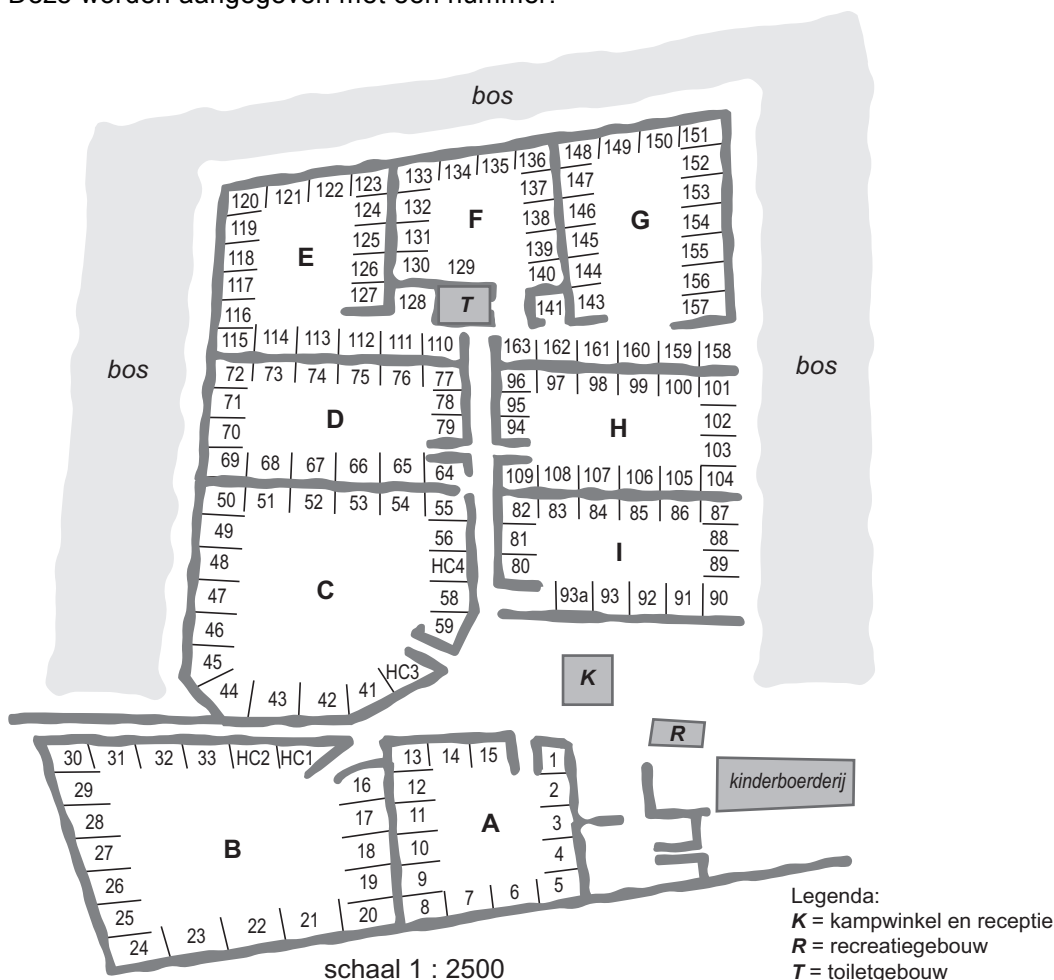 Deze worden aangegeven met een nummer.
bos
151
150
149
148
136
135
134
133
123
122
121
120
152
147
137
132
124
119
153
146
138
131
125
118
F
G
E
154
145
139
130
129
126
117
155
144
140
127
128
T
116
156
143
141
157
115 114 113 112 111 110
163 162 161 160 159 158
bos
bos
72 73 74 75 76 77
96 97 98 99 100 101
71
78
95
102
70
D
79
94
H
103
69 68 67 66 65 64
109 108 107 106 105 104
50 51 52 53 54 55
82 83 84 85 86 87
49
56
81
88
48
HC4
80
I
89
47
C
58
93a 93 92 91 90
46
59
45
44 43 42 41 HC3
K
R
kinderboerderij
30 31 32 33 HC2 HC1
13 14 15
1
29
16
12
2
28
17
11
A
3
27
B
18
10
4
26
19
9
5
25
20
8 7 6
24 23 22 21
Legenda:
K = kampwinkel en receptie
R = recreatiegebouw
T = toiletgebouw
schaal 1 : 2500